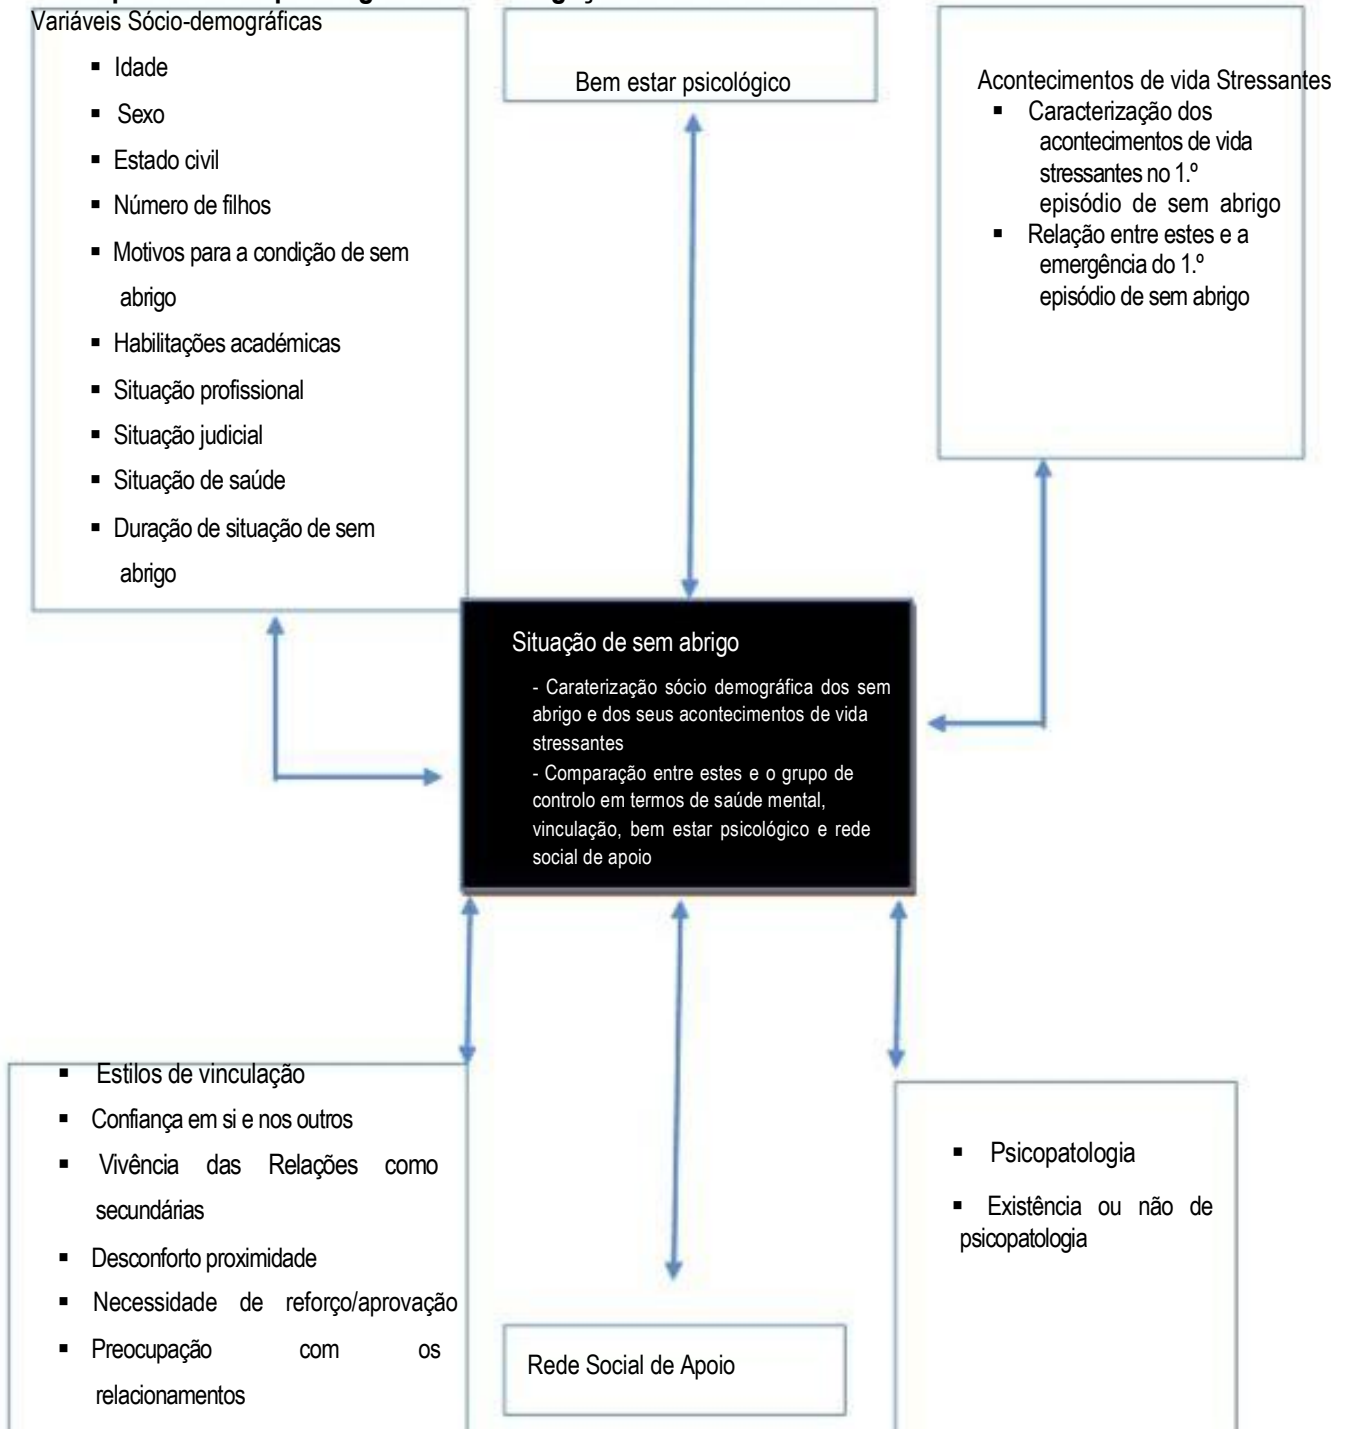 Variáveis Sócio-demográficas
▪ Idade
▪ Sexo
▪ Estado civil
▪ Número de filhos
▪ Motivos para a condição de sem
abrigo
▪ Habilitações académicas
▪ Situação profissional
▪ Situação judicial
▪ Situação de saúde
▪ Duração de situação de sem
abrigo
Bem estar psicológico
Acontecimentos de vida Stressantes
▪ Caracterização dos
acontecimentos de vida
stressantes no 1.º
episódio de sem abrigo
▪ Relação entre estes e a
emergência do 1.º
episódio de sem abrigo
Situação de sem abrigo
- Caraterização sócio demográfica dos sem
abrigo e dos seus acontecimentos de vida
stressantes
- Comparação entre estes e o grupo de
controlo em termos de saúde mental,
vinculação, bem estar psicológico e rede
social de apoio
▪ Estilos de vinculação
▪ Confiança em si e nos outros
▪ Vivência das Relações como
secundárias
▪ Desconforto proximidade
▪ Necessidade de reforço/aprovação
▪ Preocupação com os
relacionamentos
Rede Social de Apoio
▪ Psicopatologia
▪ Existência ou não de
psicopatologia